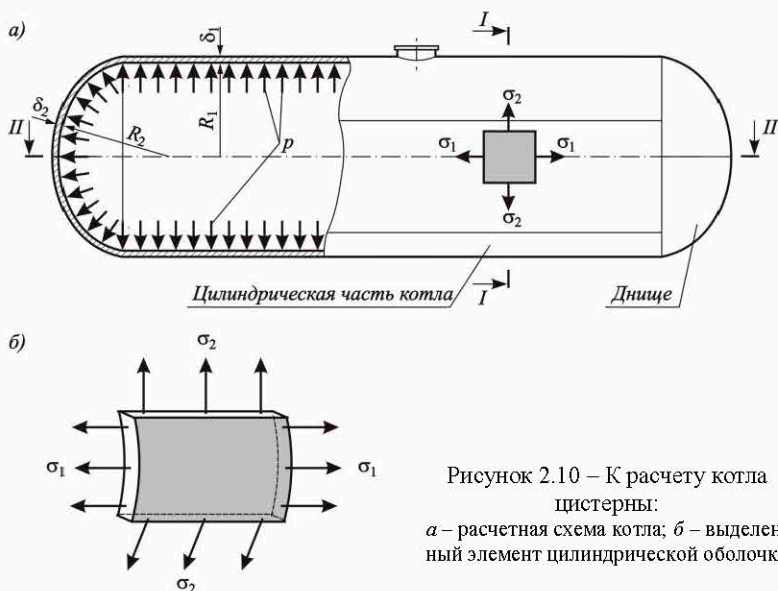 а)
I
δ₁
σ₂
δ₂
II
R₂
R₁
p
σ₁
σ₁
II
σ₂
Цилиндрическая часть котла
I
Днище
б)
σ₂
σ₁
σ₁
σ₂
Рисунок 2.10 – К расчету котла
цистерны:
а – расчетная схема котла; б – выделен-
ный элемент цилиндрической